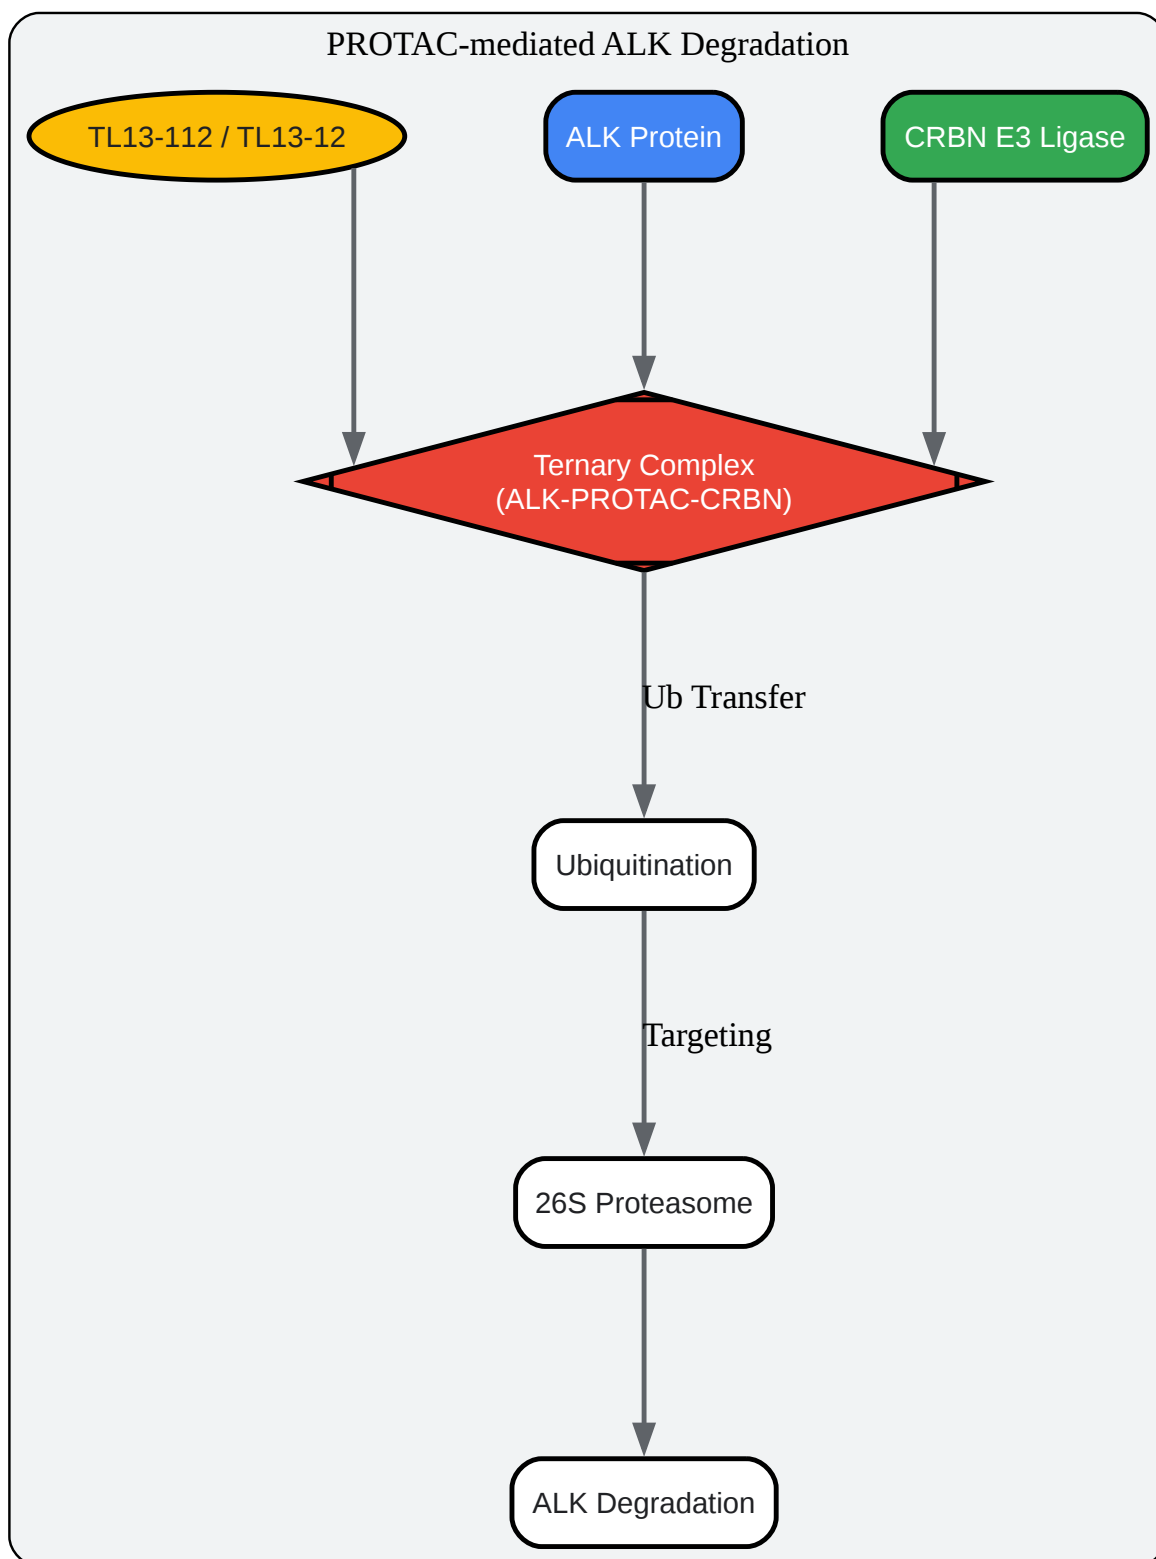 PROTAC-mediated ALK Degradation
TL13-112 / TL13-12
ALK Protein
CRBN E3 Ligase
Ternary Complex
(ALK-PROTAC-CRBN)
Ub Transfer
Ubiquitination
Targeting
26S Proteasome
ALK Degradation